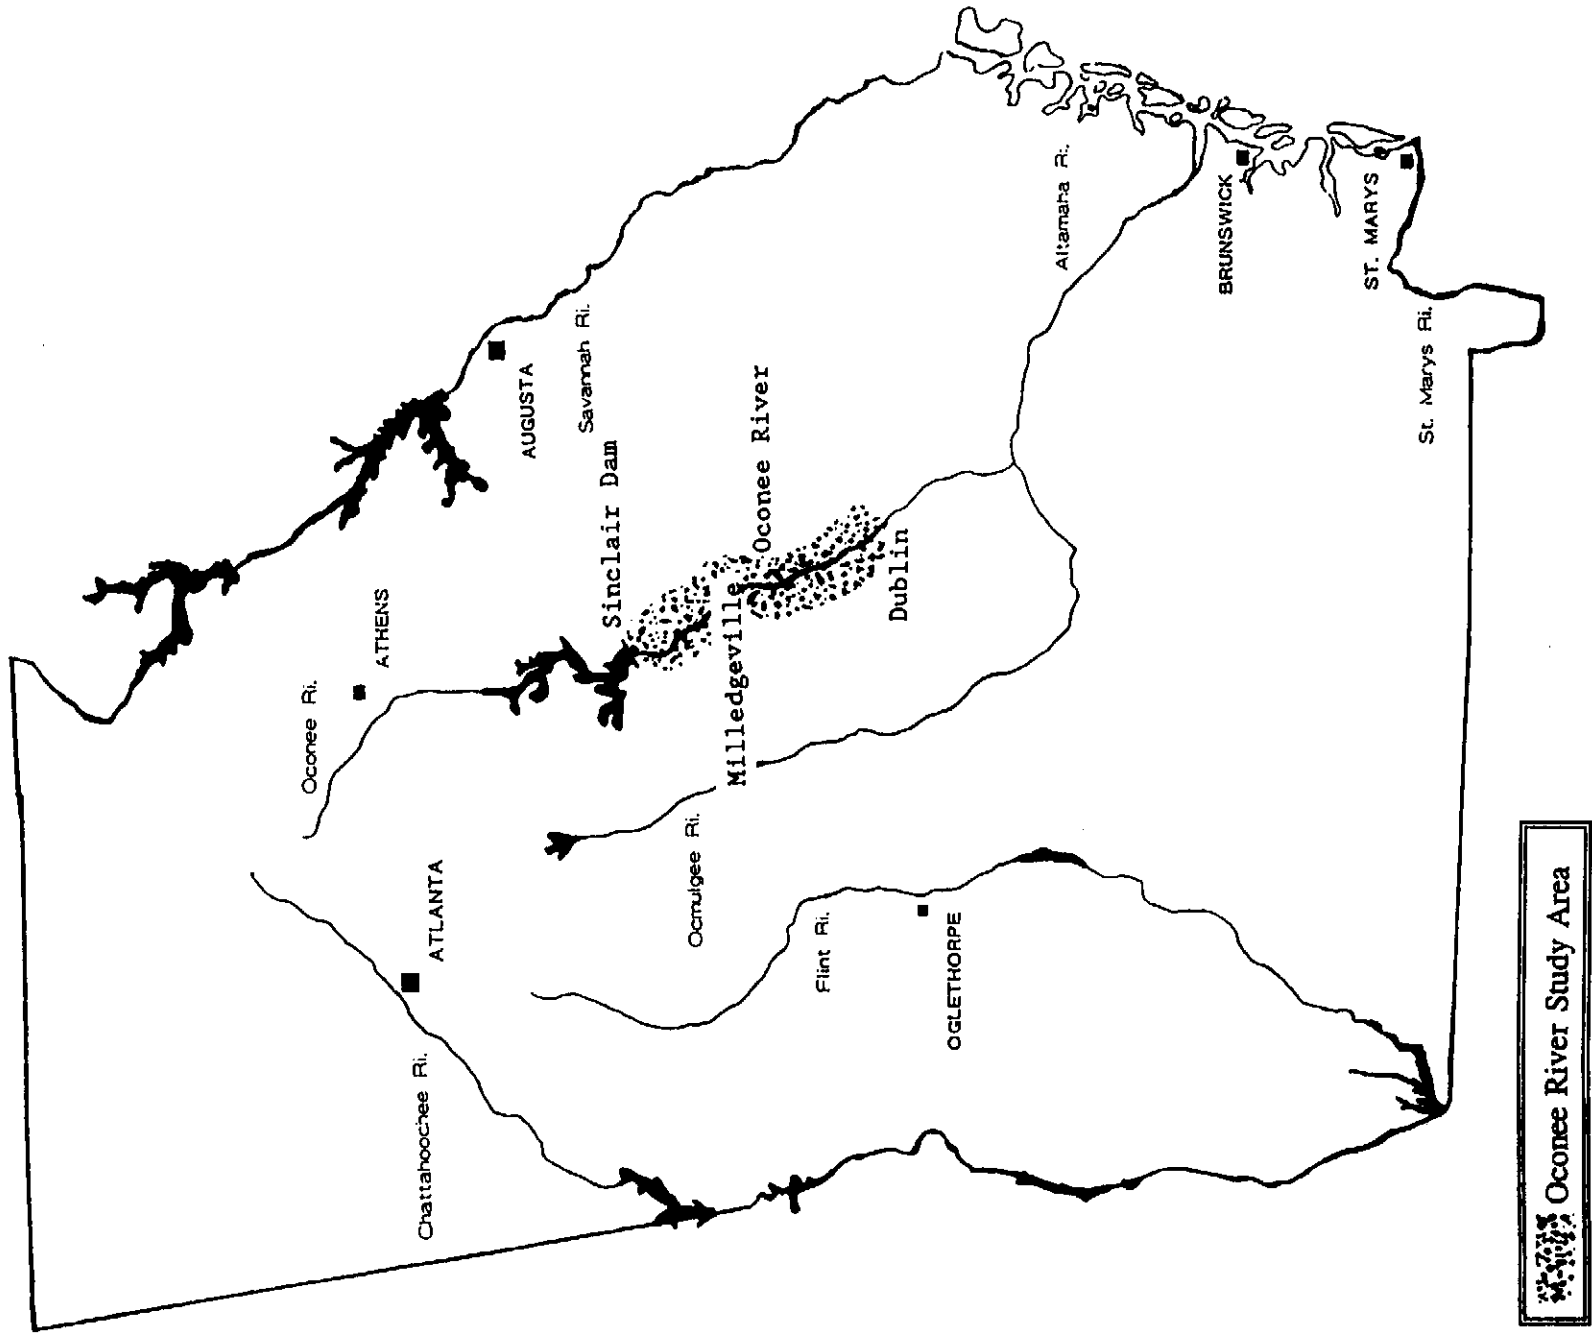 Oconee Ri.
ATHENS
AUGUSTA
Savannah Ri.
Sinclair Dam
Oconee River
Milledgeville
Dublin
ATLANTA
Chattahoochee Ri.
Ocmulgee Ri.
Flint Ri.
OGLETHORPE
Altamaha Ri.
BRUNSWICK
ST. MARYS
St. Marys Ri.
Oconee River Study Area